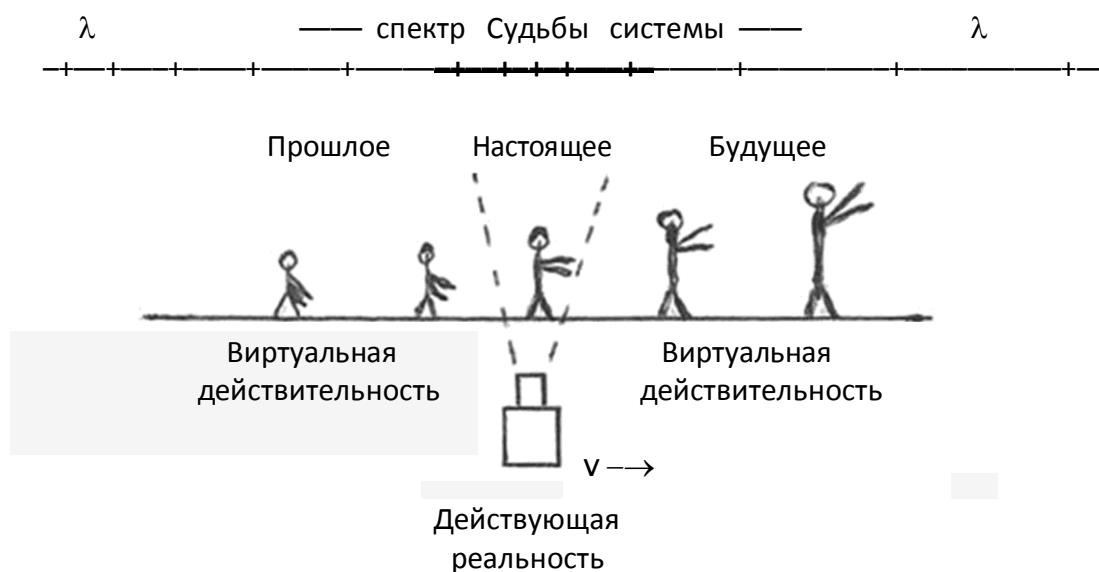 λ —— спектр Судьбы системы —— λ
Прошлое Настоящее Будущее
Виртуальная Виртуальная
действительность действительность
v →
Действующая
реальность